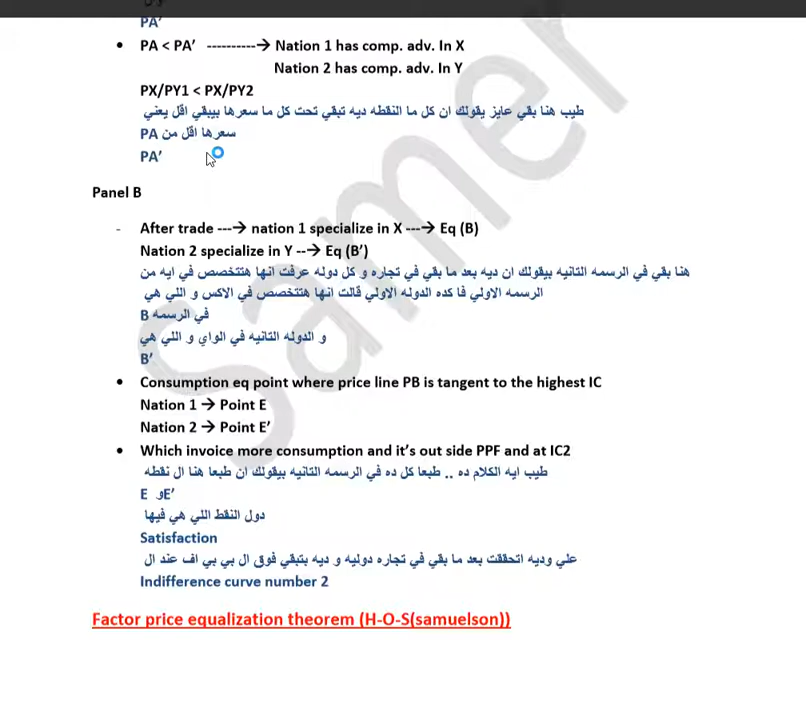 PA′
• PA < PA′ ----------→ Nation 1 has comp. adv. In X
Nation 2 has comp. adv. In Y
PX/PY1 < PX/PY2
طيب هنا بقي عايز يقولك ان كل ما النقطه ديه تبقي تحت كل ما سعرها بيبقي اقل يعني
سعرها اقل من PA
PA′
Panel B
- After trade ---→ nation 1 specialize in X ---→ Eq (B)
Nation 2 specialize in Y --→ Eq (B′)
هنا بقي في الرسمه التانيه بيقولك ان ديه بعد ما بقي في تجاره و كل دوله عرفت انها هتتخصص في ايه من
الرسمه الاولي فا كده الدوله الاولي قالت انها هتتخصص في الاكس و اللي هي
في الرسمه B
و الدوله التانيه في الواي و اللي هي
B′
• Consumption eq point where price line PB is tangent to the highest IC
Nation 1 → Point E
Nation 2 → Point E′
• Which invoice more consumption and it’s out side PPF and at IC2
طيب ايه الكلام ده .. طبعا كل ده في الرسمه التانيه بيقولك ان طبعا هنا ال نقطه
E وE′
دول النقط اللي هي فيها
Satisfaction
علي وديه اتحققت بعد ما بقي في تجاره دوليه و ديه بتبقي فوق ال بي بي اف عند ال
Indifference curve number 2
Factor price equalization theorem (H-O-S(samuelson))
Samer